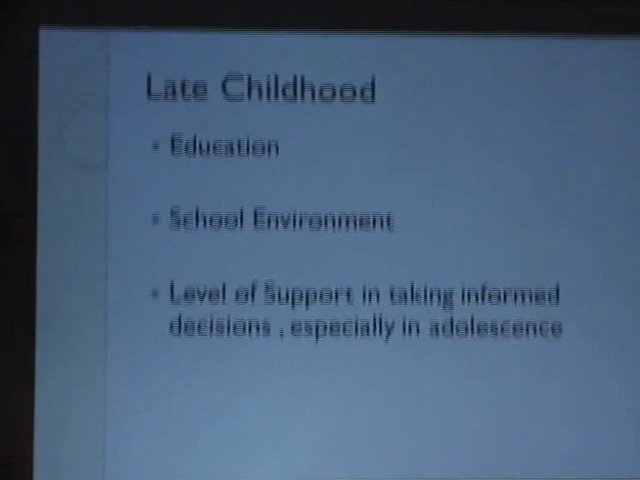 Late Childhood
Education
School Environment
Level of Support in taking informed
decisions , especially in adolescence